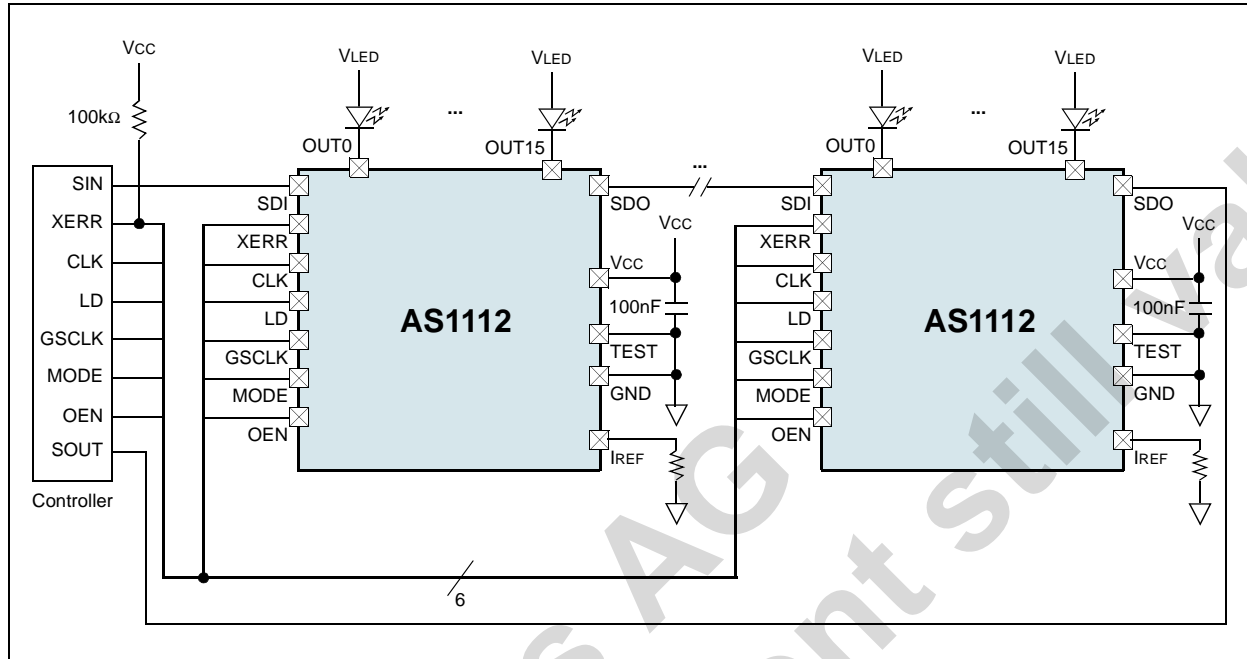 VCC
VLED
VLED
VLED
VLED
100kΩ
...
...
OUT0
OUT15
OUT0
OUT15
...
SIN
XERR
CLK
LD
GSCLK
MODE
OEN
SOUT
Controller
SDI
XERR
CLK
LD
GSCLK
MODE
OEN
AS1112
SDO
VCC
VCC
100nF
TEST
GND
IREF
SDI
XERR
CLK
LD
GSCLK
MODE
OEN
AS1112
SDO
VCC
VCC
100nF
TEST
GND
IREF
6
AG
still